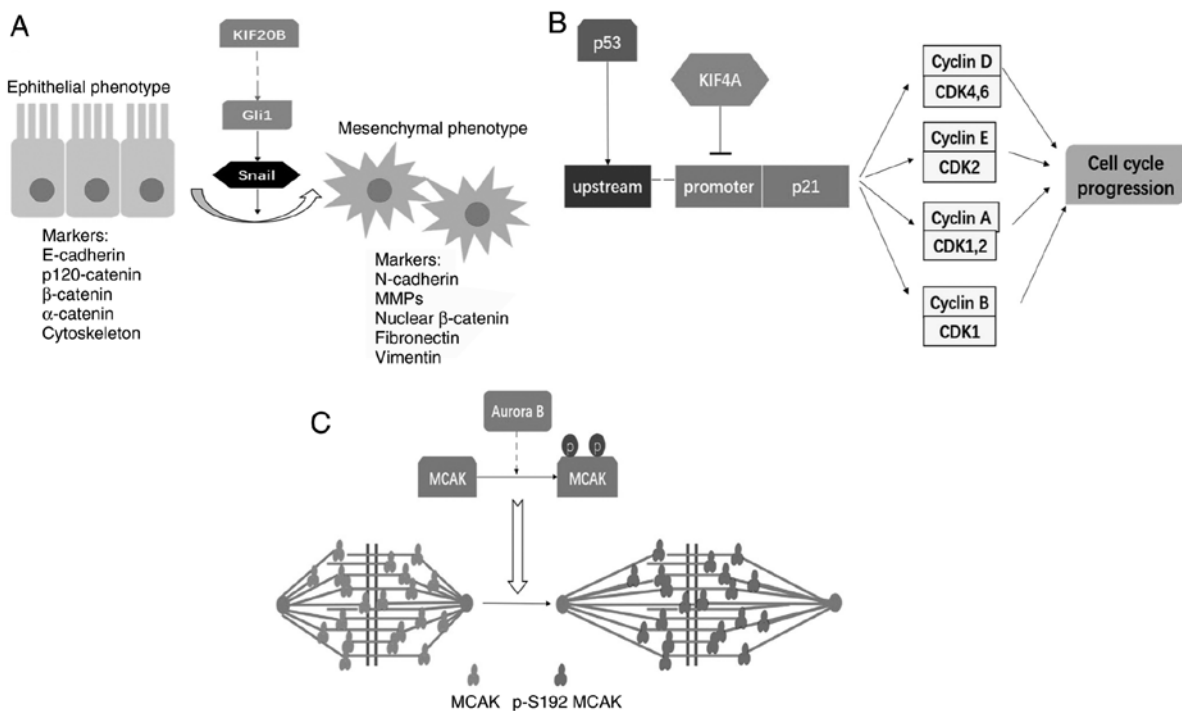 A
KIF20B
Ephithelial phenotype
Gli1
Mesenchymal phenotype
Snail
Markers:
E-cadherin
p120-catenin
β-catenin
α-catenin
Cytoskeleton
Markers:
N-cadherin
MMPs
Nuclear β-catenin
Fibronectin
Vimentin
B
p53
KIF4A
upstream
promoter
p21
Cyclin D
CDK4,6
Cyclin E
CDK2
Cyclin A
CDK1,2
Cyclin B
CDK1
Cell cycle
progression
C
Aurora B
p p
MCAK
MCAK
MCAK p-S192 MCAK